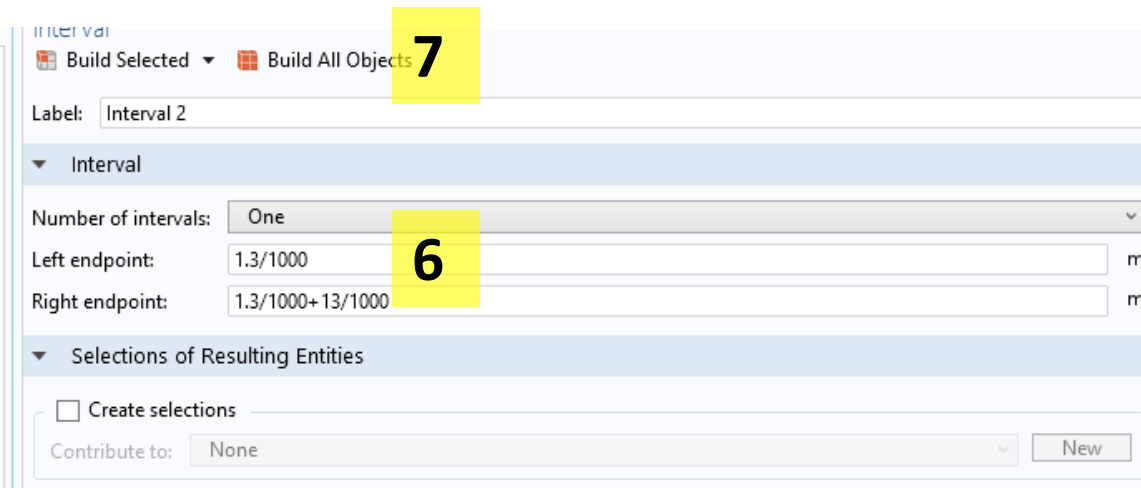 Interval
Build Selected Build All Objects 7
Label: Interval 2
Interval
Number of intervals: One
Left endpoint: 1.3/1000 6 m
Right endpoint: 1.3/1000+13/1000 m
Selections of Resulting Entities
Create selections
Contribute to: None New